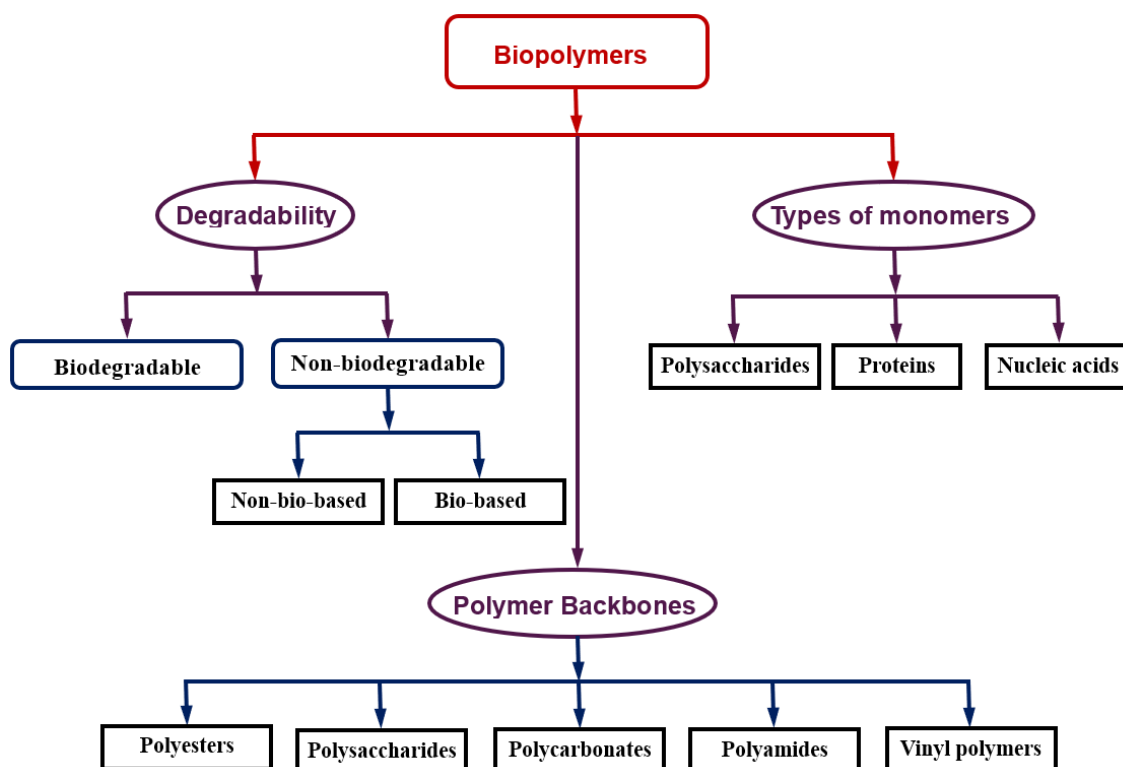 Biopolymers
Degradability
Types of monomers
Biodegradable
Non-biodegradable
Polysaccharides
Proteins
Nucleic acids
Non-bio-based
Bio-based
Polymer Backbones
Polyesters
Polysaccharides
Polycarbonates
Polyamides
Vinyl polymers